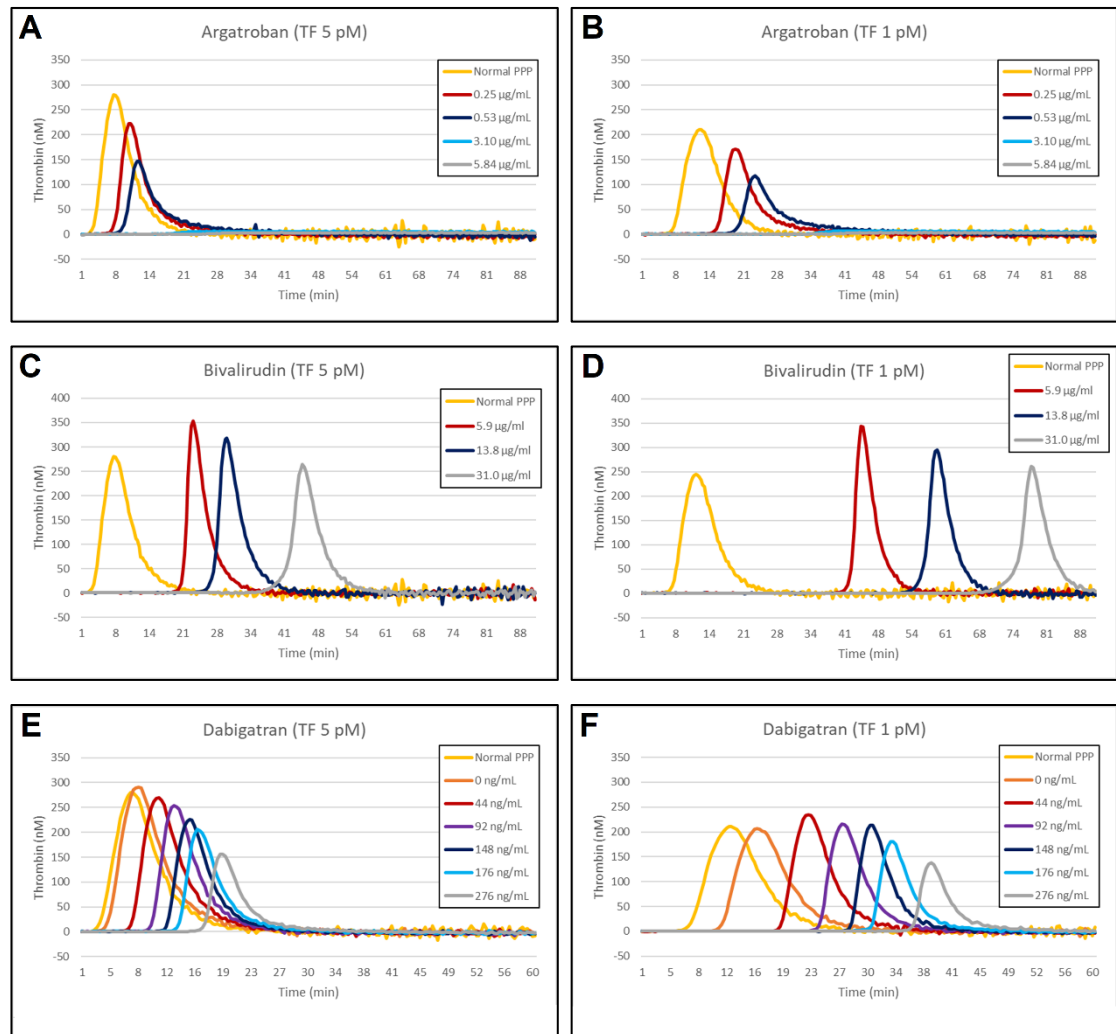 A
Argatroban (TF 5 pM)
Thrombin (nM)
350
300
250
200
150
100
50
0
-50
1 8 14 21 28 34 41 48 54 61 68 74 81 88
Time (min)
Normal PPP
0.25 µg/mL
0.53 µg/mL
3.10 µg/mL
5.84 µg/mL
B
Argatroban (TF 1 pM)
Thrombin (nM)
350
300
250
200
150
100
50
0
-50
1 8 14 21 28 34 41 48 54 61 68 74 81 88
Time (min)
Normal PPP
0.25 µg/mL
0.53 µg/mL
3.10 µg/mL
5.84 µg/mL
C
Bivalirudin (TF 5 pM)
Thrombin (nM)
400
350
300
250
200
150
100
50
0
-50
1 8 14 21 28 34 41 48 54 61 68 74 81 88
Time (min)
Normal PPP
5.9 µg/ml
13.8 µg/ml
31.0 µg/ml
D
Bivalirudin (TF 1 pM)
Thrombin (nM)
400
350
300
250
200
150
100
50
0
-50
1 8 14 21 28 34 41 48 54 61 68 74 81 88
Time (min)
Normal PPP
5.9 µg/ml
13.8 µg/ml
31.0 µg/ml
E
Dabigatran (TF 5 pM)
Thrombin (nM)
350
300
250
200
150
100
50
0
-50
1 5 8 12 16 19 23 27 30 34 38 41 45 49 52 56 60
Time (min)
Normal PPP
0 ng/mL
44 ng/mL
92 ng/mL
148 ng/mL
176 ng/mL
276 ng/mL
F
Dabigatran (TF 1 pM)
Thrombin (nM)
350
300
250
200
150
100
50
0
-50
1 5 8 12 16 19 23 27 30 34 38 41 45 49 52 56 60
Time (min)
Normal PPP
0 ng/mL
44 ng/mL
92 ng/mL
148 ng/mL
176 ng/mL
276 ng/mL